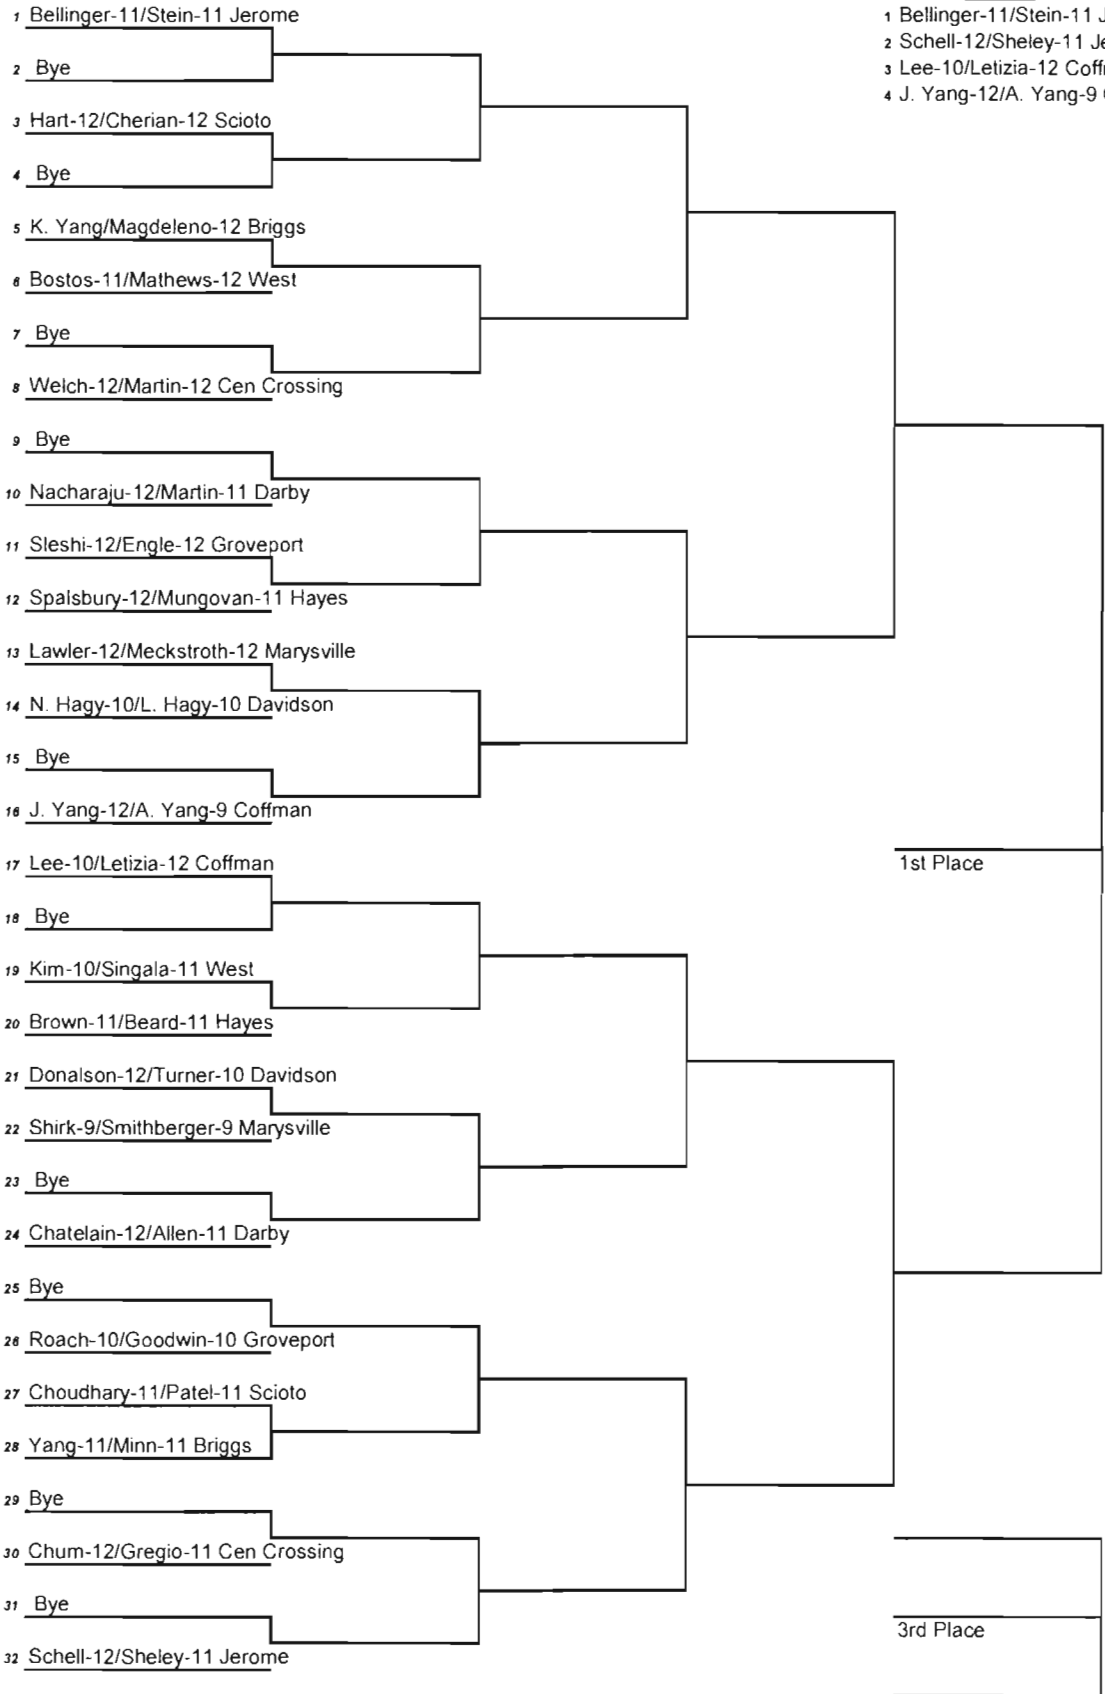 1 Bellinger-11/Stein-11 Jerome
2 Bye
3 Hart-12/Cherian-12 Scioto
4 Bye
5 K. Yang/Magdeleno-12 Briggs
6 Bostos-11/Mathews-12 West
7 Bye
8 Welch-12/Martin-12 Cen Crossing
9 Bye
10 Nacharaju-12/Martin-11 Darby
11 Sleshi-12/Engle-12 Groveport
12 Spalsbury-12/Mungovan-11 Hayes
13 Lawler-12/Meckstroth-12 Marysville
14 N. Hagy-10/L. Hagy-10 Davidson
15 Bye
16 J. Yang-12/A. Yang-9 Coffman
17 Lee-10/Letizia-12 Coffman
18 Bye
19 Kim-10/Singala-11 West
20 Brown-11/Beard-11 Hayes
21 Donalson-12/Turner-10 Davidson
22 Shirk-9/Smithberger-9 Marysville
23 Bye
24 Chatelain-12/Allen-11 Darby
25 Bye
26 Roach-10/Goodwin-10 Groveport
27 Choudhary-11/Patel-11 Scioto
28 Yang-11/Minn-11 Briggs
29 Bye
30 Chum-12/Gregio-11 Cen Crossing
31 Bye
32 Schell-12/Sheley-11 Jerome
1 Bellinger-11/Stein-11 J
2 Schell-12/Sheley-11 Je
3 Lee-10/Letizia-12 Coff
4 J. Yang-12/A. Yang-9
1st Place
3rd Place